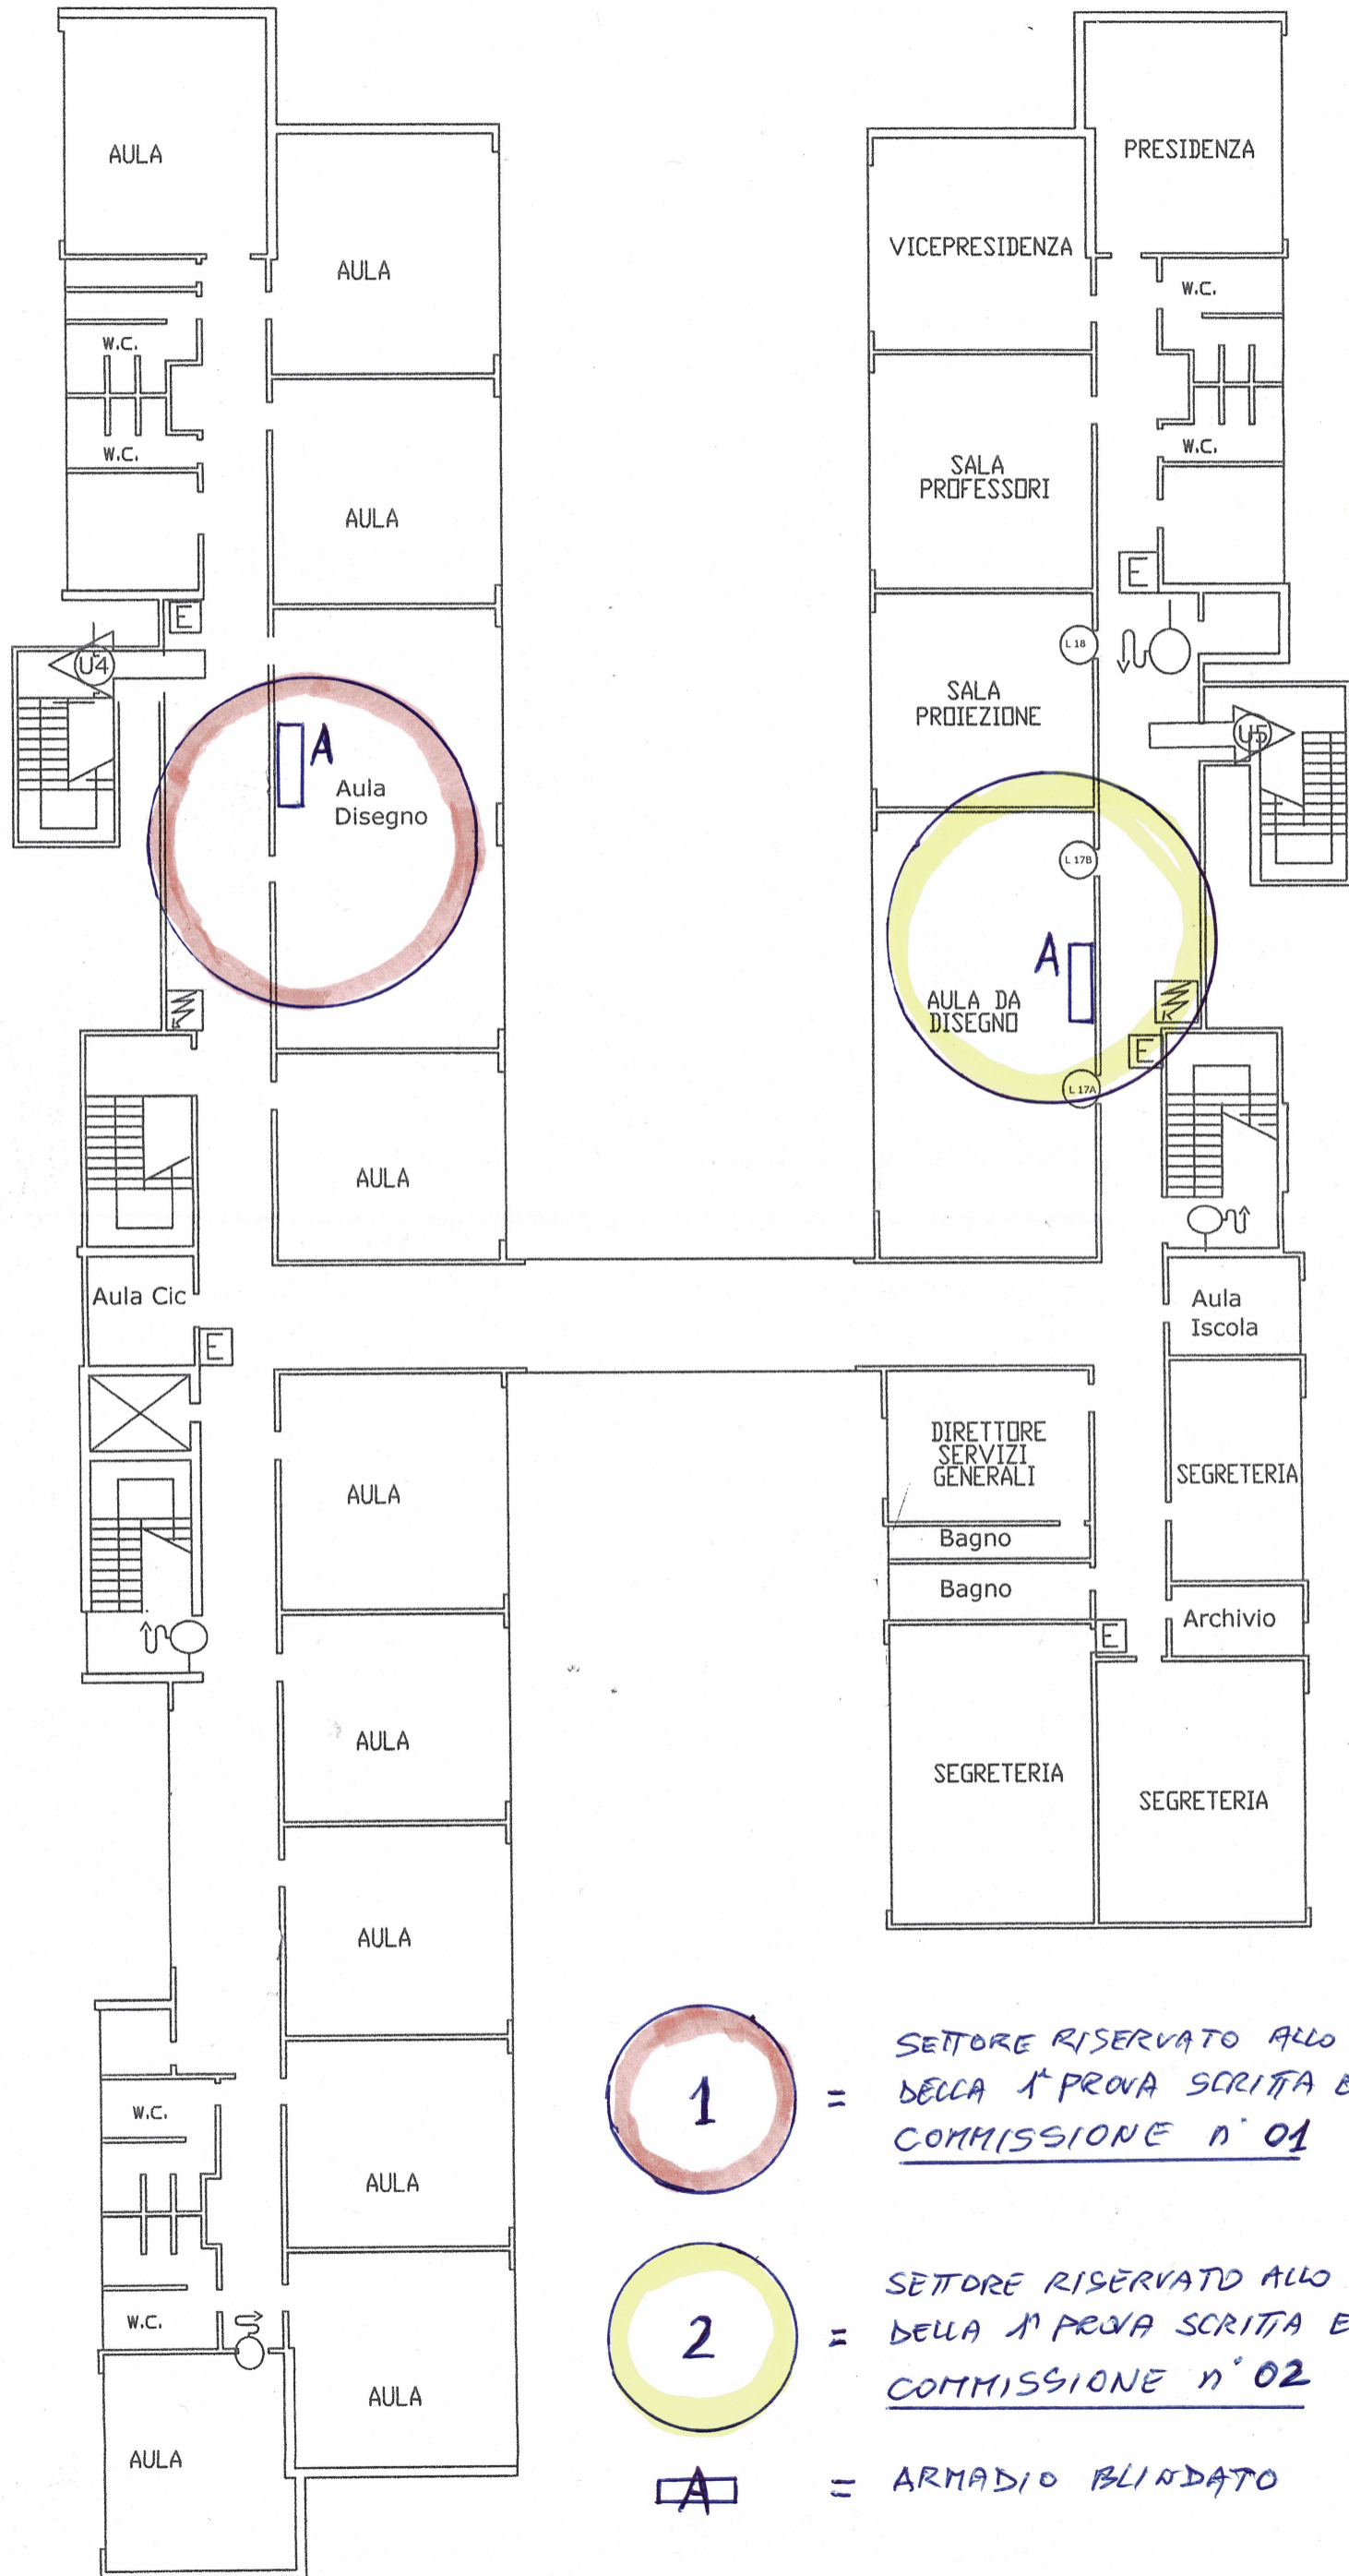 AULA
PRESIDENZA
AULA
VICEPRESIDENZA
W.C.
W.C.
W.C.
W.C.
SALA
PROFESSORI
AULA
E
E
L 18
U4
SALA
PROIEZIONE
U5
A
Aula
Disegno
L 17B
A
AULA DA
DISEGNO
E
L 17A
AULA
Aula Cic
Aula
Iscola
E
DIRETTORE
SERVIZI
GENERALI
SEGRETERIA
AULA
Bagno
Bagno
Archivio
E
AULA
SEGRETERIA
SEGRETERIA
AULA
1 = SETTORE RISERVATO ALLO
DELLA 1ª PROVA SCRITTA E
COMMISSIONE n° 01
W.C.
AULA
2 = SETTORE RISERVATO ALLO
DELLA 1ª PROVA SCRITTA E
COMMISSIONE n° 02
W.C.
AULA
AULA
A = ARMADIO BLINDATO